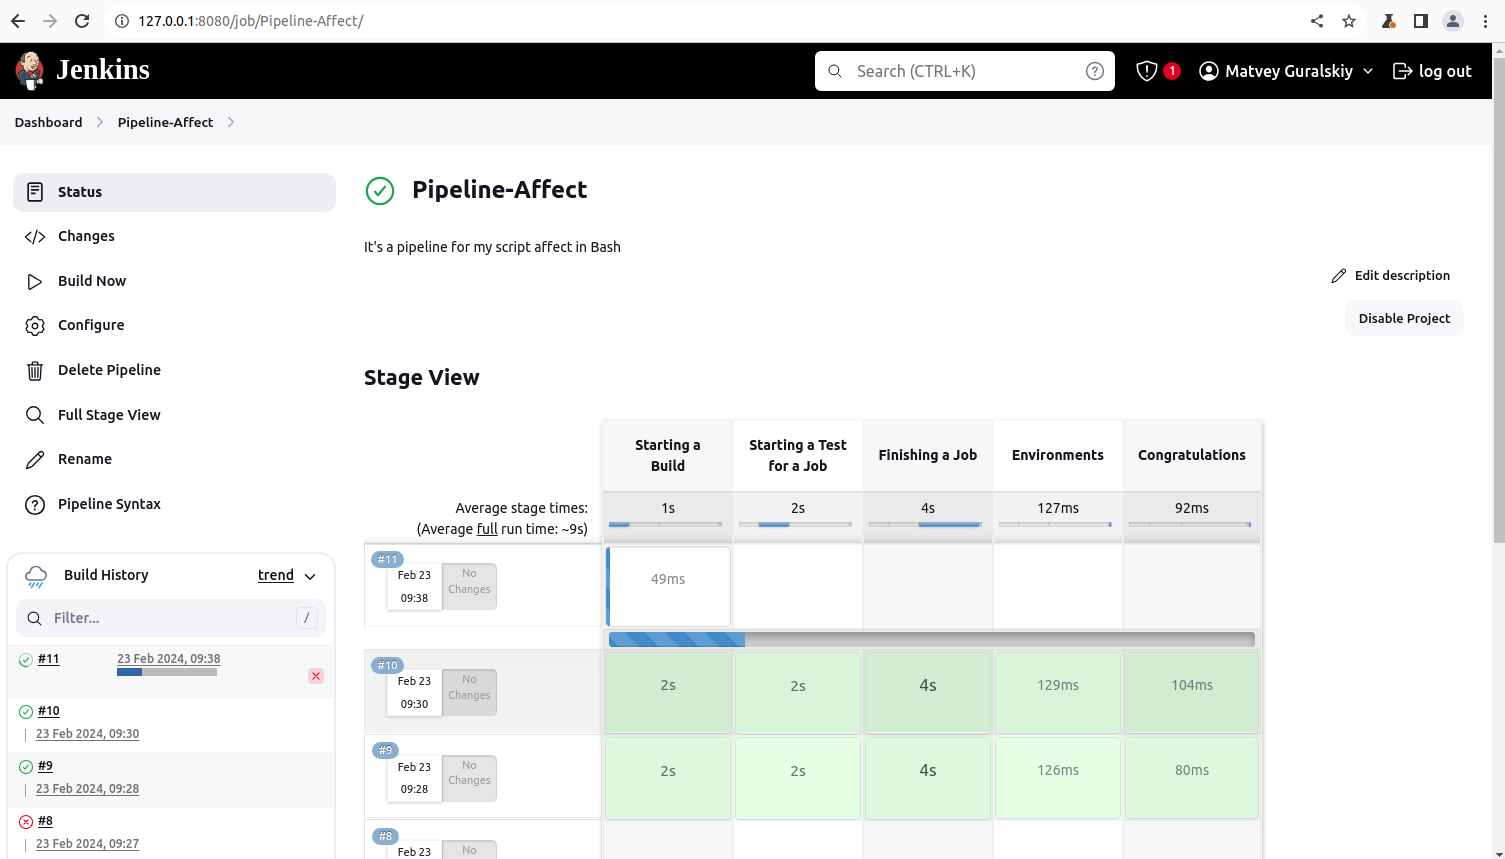 127.0.0.1:8080/job/Pipeline-Affect/
Jenkins
Search (CTRL+K)
?
1
Matvey Guralskiy
log out
Dashboard
Pipeline-Affect
Status
Changes
Build Now
Configure
Delete Pipeline
Full Stage View
Rename
Pipeline Syntax
Build History
trend
Filter...
/
#11
23 Feb 2024, 09:38
#10
23 Feb 2024, 09:30
#9
23 Feb 2024, 09:28
#8
23 Feb 2024, 09:27
Pipeline-Affect
It's a pipeline for my script affect in Bash
Edit description
Disable Project
Stage View
Starting a
Build
Starting a Test
for a Job
Finishing a Job
Environments
Congratulations
Average stage times:
(Average full run time: ~9s)
1s
2s
4s
127ms
92ms
#11
Feb 23
09:38
No
Changes
49ms
#10
Feb 23
09:30
No
Changes
2s
2s
4s
129ms
104ms
#9
Feb 23
09:28
No
Changes
2s
2s
4s
126ms
80ms
#8
Feb 23
No